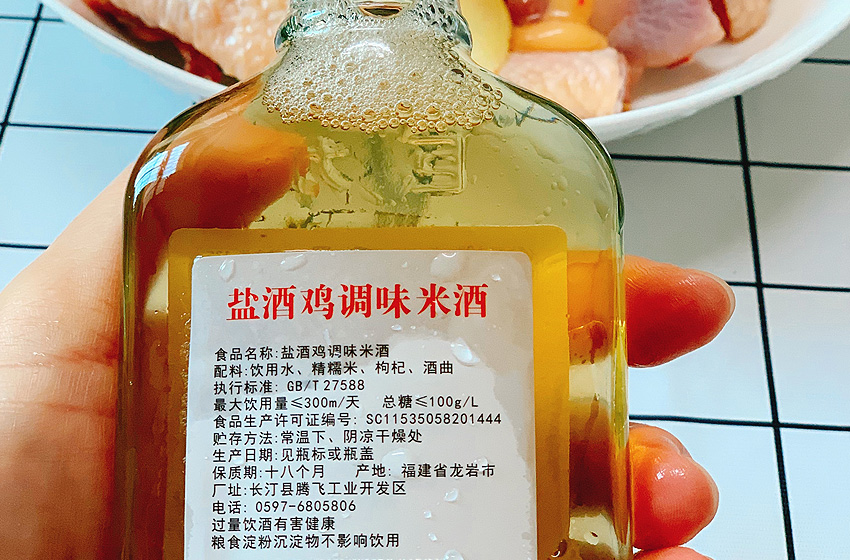 盐酒鸡调味米酒
食品名称:盐酒鸡调味米酒
配料:饮用水、精糯米、枸杞、酒曲
执行标准: GB/T 27588
最大饮用量≤300m/天 总糖≤100g/L
食品生产许可证编号: SC11535058201444
贮存方法:常温下、阴凉干燥处
生产日期:见瓶标或瓶盖
保质期:十八个月 产地: 福建省龙岩市
厂址:长汀县腾飞工业开发区
电话: 0597-6805806
过量饮酒有害健康
粮食淀粉沉淀物不影响饮用